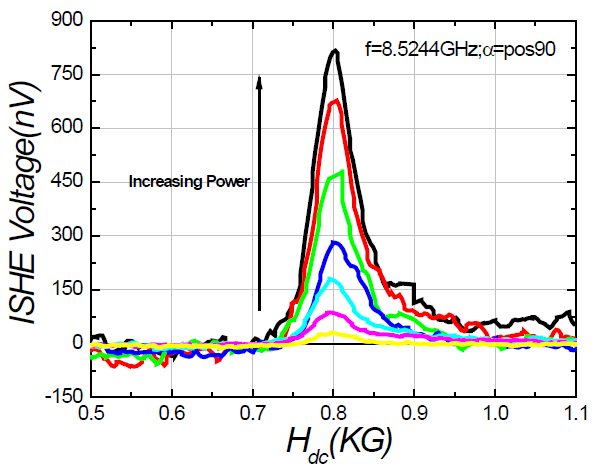 900
750
600
450
300
150
0
-150
ISHE Voltage(nV)
f=8.5244GHz;α=pos90
Increasing Power
0.5 0.6 0.7 0.8 0.9 1.0 1.1
Hdc(KG)